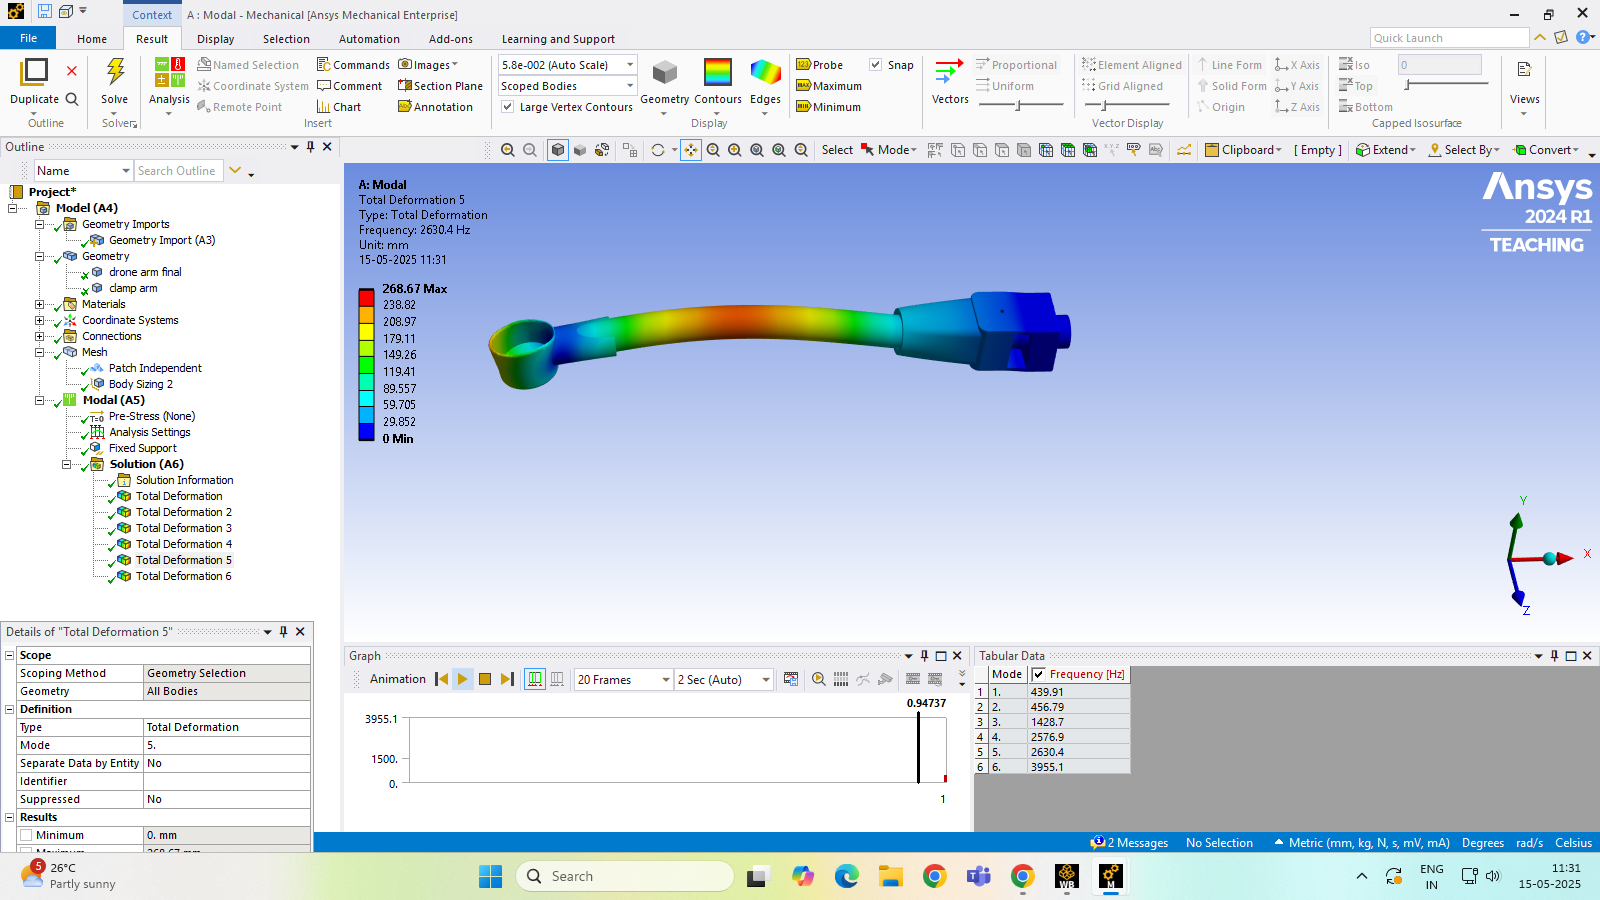 Context
A : Modal - Mechanical [Ansys Mechanical Enterprise]
File
Home
Result
Display
Selection
Automation
Add-ons
Learning and Support
Quick Launch
Duplicate
Outline
Solve
Solver
Analysis
Named Selection
Coordinate System
Remote Point
Commands
Comment
Chart
Images
Section Plane
Annotation
Insert
5.8e-002 (Auto Scale)
Scoped Bodies
Large Vertex Contours
Geometry
Contours
Edges
Display
Probe
Maximum
Minimum
Snap
Vectors
Proportional
Uniform
Element Aligned
Grid Aligned
Line Form
Solid Form
Origin
X Axis
Y Axis
Z Axis
Vector Display
Iso
Top
Bottom
0
Capped Isosurface
Views
Outline
Name
Search Outline
Select
Mode
Clipboard
[ Empty ]
Extend
Select By
Convert
Project*
Model (A4)
Geometry Imports
Geometry Import (A3)
Geometry
drone arm final
clamp arm
Materials
Coordinate Systems
Connections
Mesh
Patch Independent
Body Sizing 2
Modal (A5)
Pre-Stress (None)
Analysis Settings
Fixed Support
Solution (A6)
Solution Information
Total Deformation
Total Deformation 2
Total Deformation 3
Total Deformation 4
Total Deformation 5
Total Deformation 6
A: Modal
Total Deformation 5
Type: Total Deformation
Frequency: 2630.4 Hz
Unit: mm
15-05-2025 11:31
268.67 Max
238.82
208.97
179.11
149.26
119.41
89.557
59.705
29.852
0 Min
Ansys
2024 R1
TEACHING
Y
X
Z
Details of "Total Deformation 5"
Scope
Scoping Method Geometry Selection
Geometry All Bodies
Definition
Type Total Deformation
Mode 5.
Separate Data by Entity No
Identifier
Suppressed No
Results
Minimum 0. mm
Maximum 268.67 mm
Graph
Animation
20 Frames
2 Sec (Auto)
0.94737
3955.1
1500.
0.
1
Tabular Data
Mode Frequency [Hz]
1 1. 439.91
2 2. 456.79
3 3. 1428.7
4 4. 2576.9
5 5. 2630.4
6 6. 3955.1
2 Messages
No Selection
Metric (mm, kg, N, s, mV, mA)
Degrees
rad/s
Celsius
5
26°C
Partly sunny
Search
WB
M
ENG
IN
11:31
15-05-2025